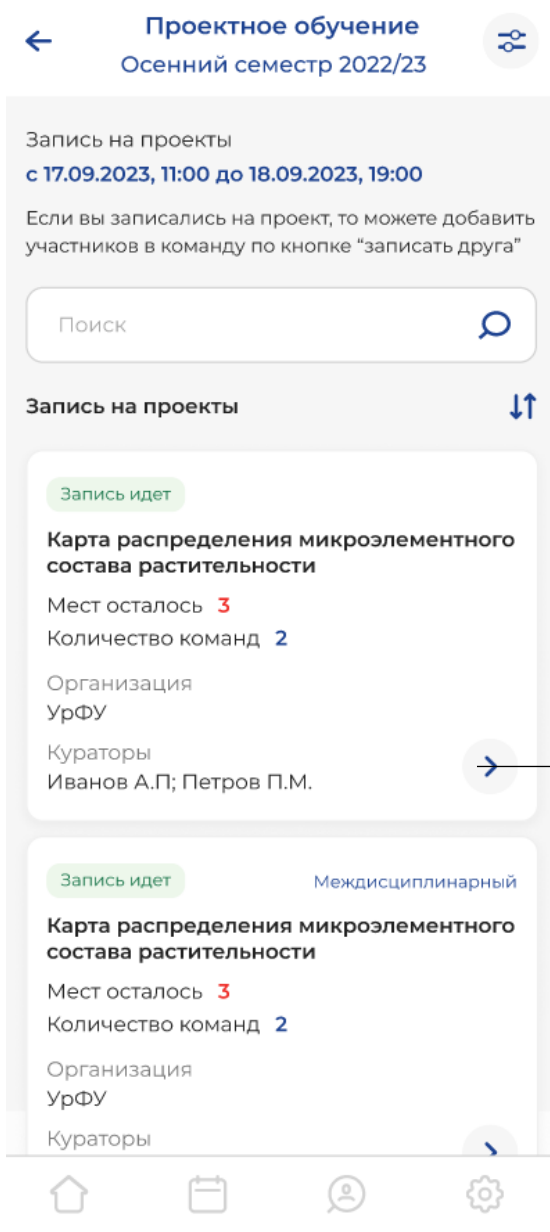 Проектное обучение
Осенний семестр 2022/23
Запись на проекты
с 17.09.2023, 11:00 до 18.09.2023, 19:00
Если вы записались на проект, то можете добавить
участников в команду по кнопке “записать друга”
Поиск
Запись на проекты
Запись идет
Карта распределения микроэлементного
состава растительности
Мест осталось 3
Количество команд 2
Организация
УрФУ
Кураторы
Иванов А.П; Петров П.М.
Запись идет Междисциплинарный
Карта распределения микроэлементного
состава растительности
Мест осталось 3
Количество команд 2
Организация
УрФУ
Кураторы